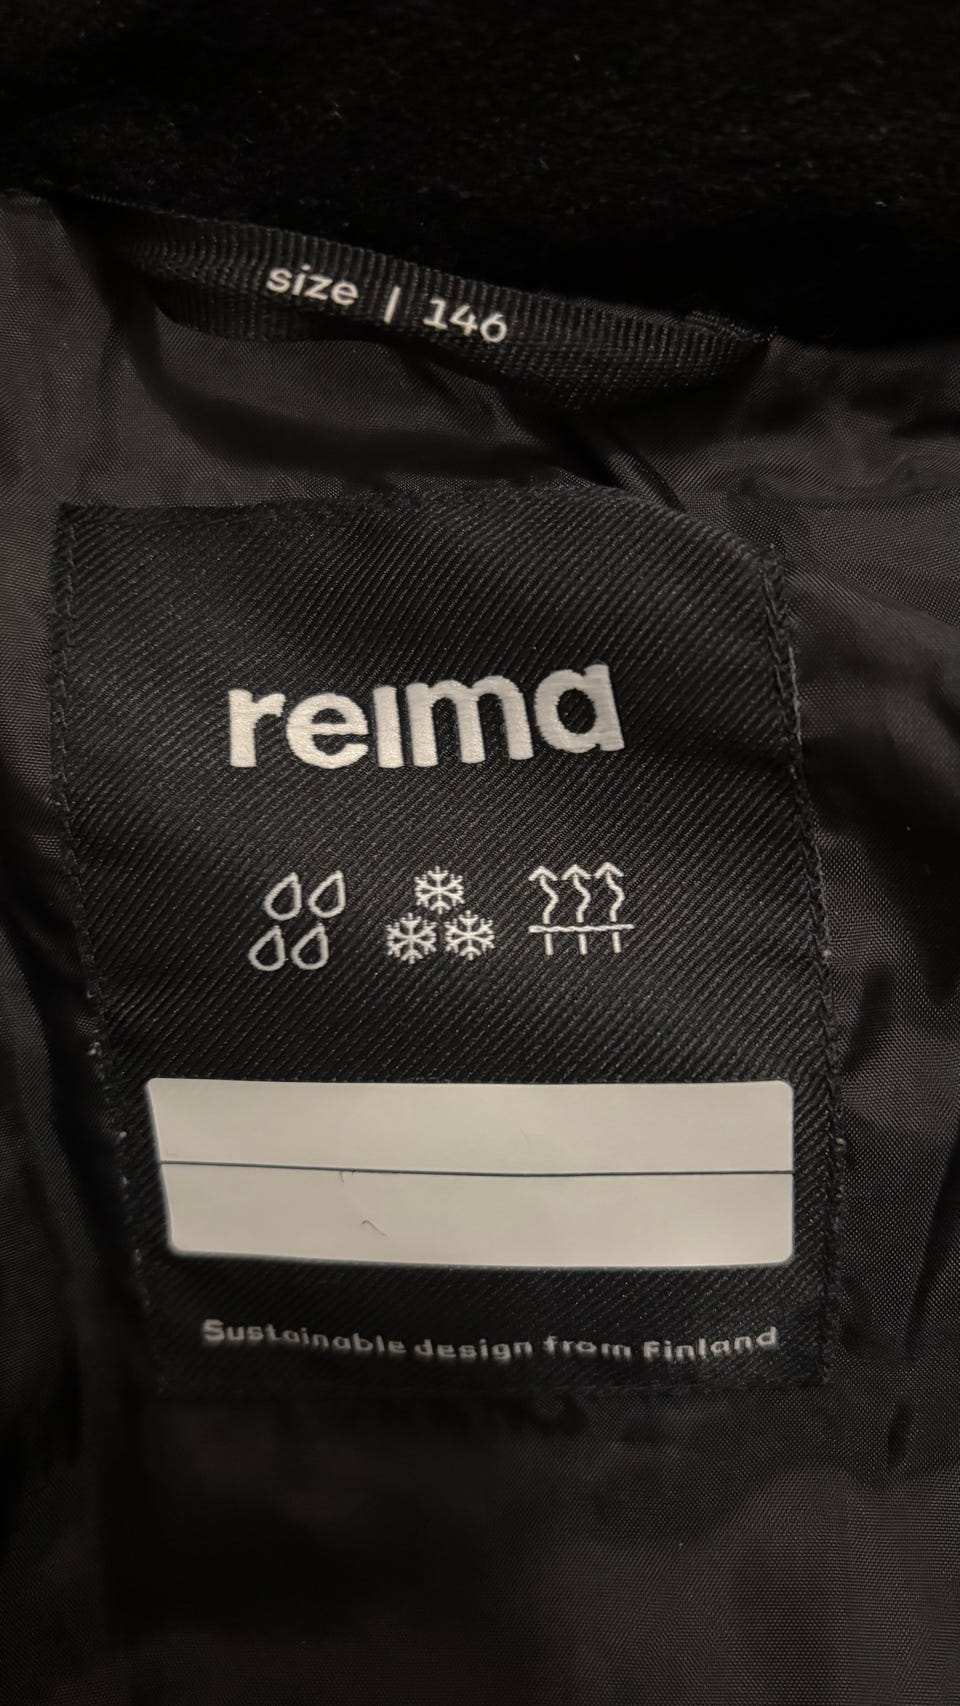 size | 146
reima
Sustainable design from Finland